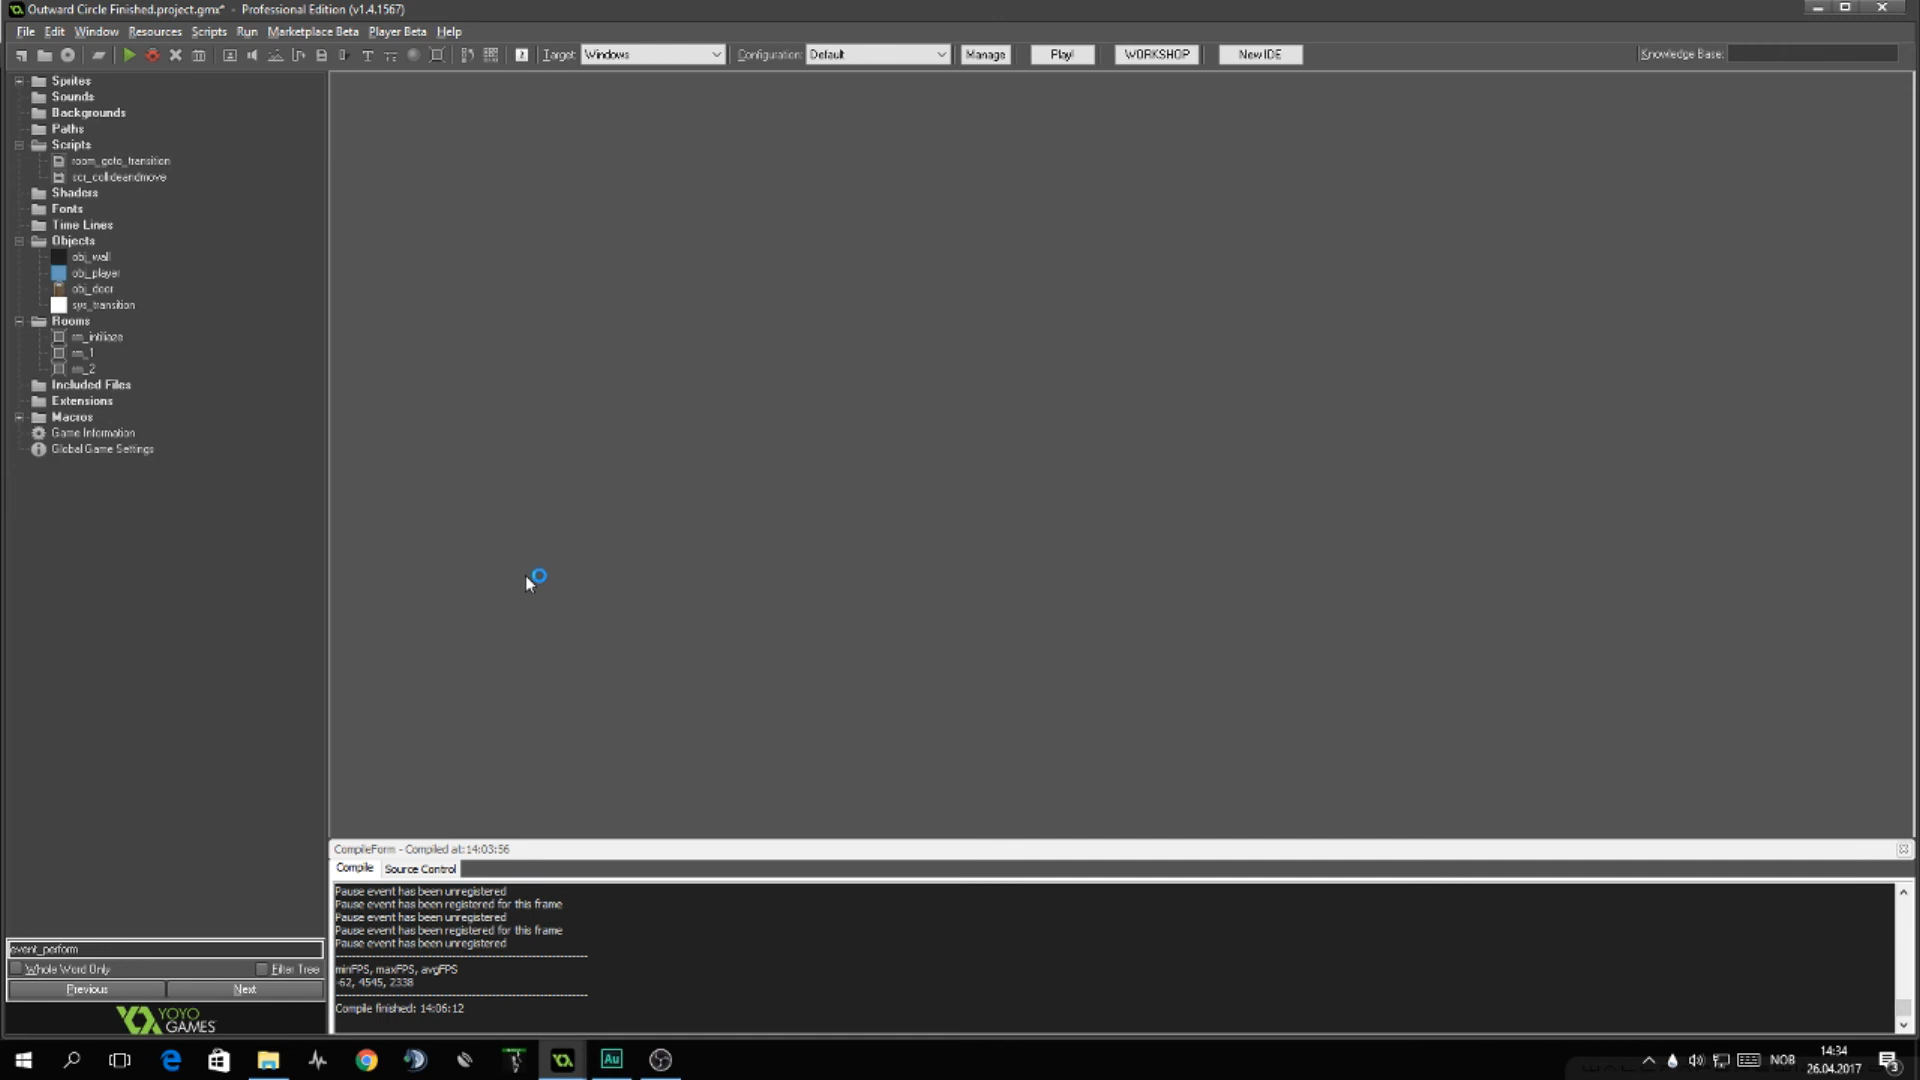 Outward Circle Finished.project.gmx* - Professional Edition (v1.4.1567)
File Edit Window Resources Scripts Run Marketplace Beta Player Beta Help
Target: Windows Configuration: Default Manage Play! WORKSHOP New IDE Knowledge Base:
Sprites
Sounds
Backgrounds
Paths
Scripts
room_goto_transition
scr_collideandmove
Shaders
Fonts
Time Lines
Objects
obj_wall
obj_player
obj_door
sys_transition
Rooms
rm_intiliaze
rm_1
rm_2
Included Files
Extensions
Macros
Game Information
Global Game Settings
CompileForm - Compiled at:14:03:56
Compile Source Control
Pause event has been unregistered
Pause event has been registered for this frame
Pause event has been unregistered
Pause event has been registered for this frame
Pause event has been unregistered
minFPS, maxFPS, avgFPS
-62, 4545, 2338
Compile finished: 14:06:12
event_perform
Whole Word Only Filter Tree
Previous Next
YOYO
GAMES
Au
NOB
14:34
26.04.2017
3